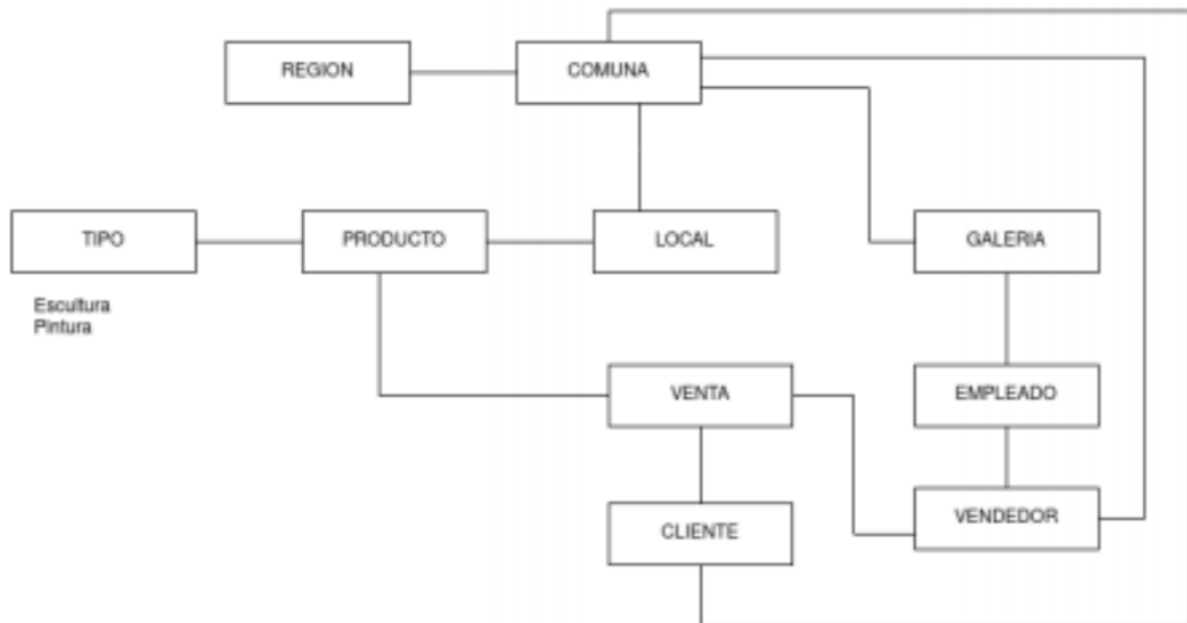 REGION
COMUNA
TIPO
PRODUCTO
LOCAL
GALERIA
Escultura
Pintura
VENTA
EMPLEADO
CLIENTE
VENDEDOR